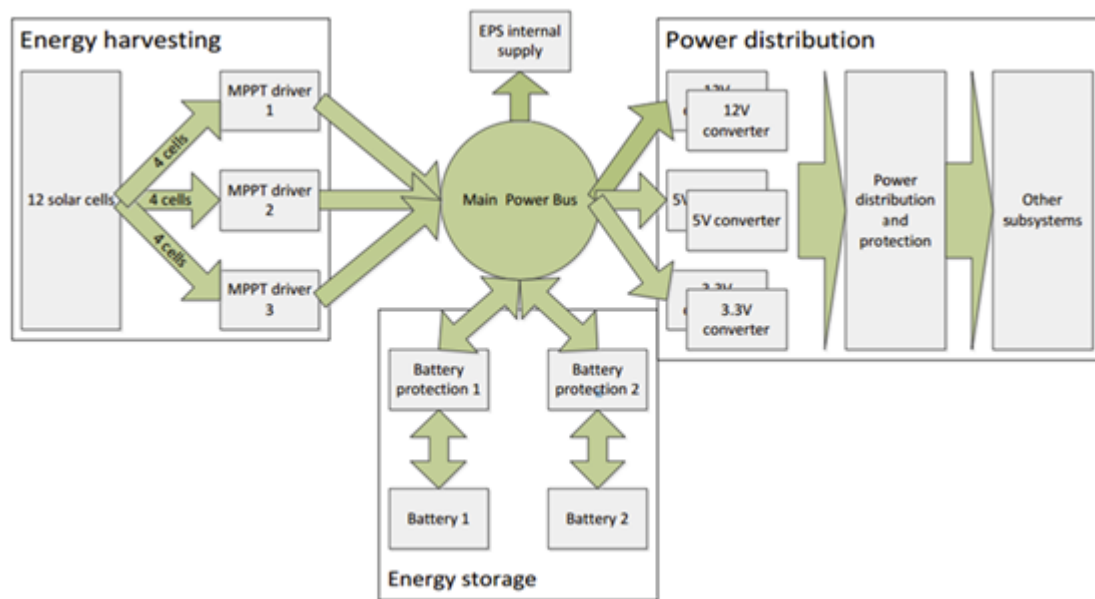 Energy harvesting
12 solar cells
4 cells
4 cells
4 cells
MPPT driver
1
MPPT driver
2
MPPT driver
3
EPS internal
supply
Main Power Bus
Power distribution
12V
12V
converter
5V
5V converter
3.3V
converter
Power
distribution
and
protection
Other
subsystems
Battery
protection 1
Battery
protection 2
Battery 1
Battery 2
Energy storage